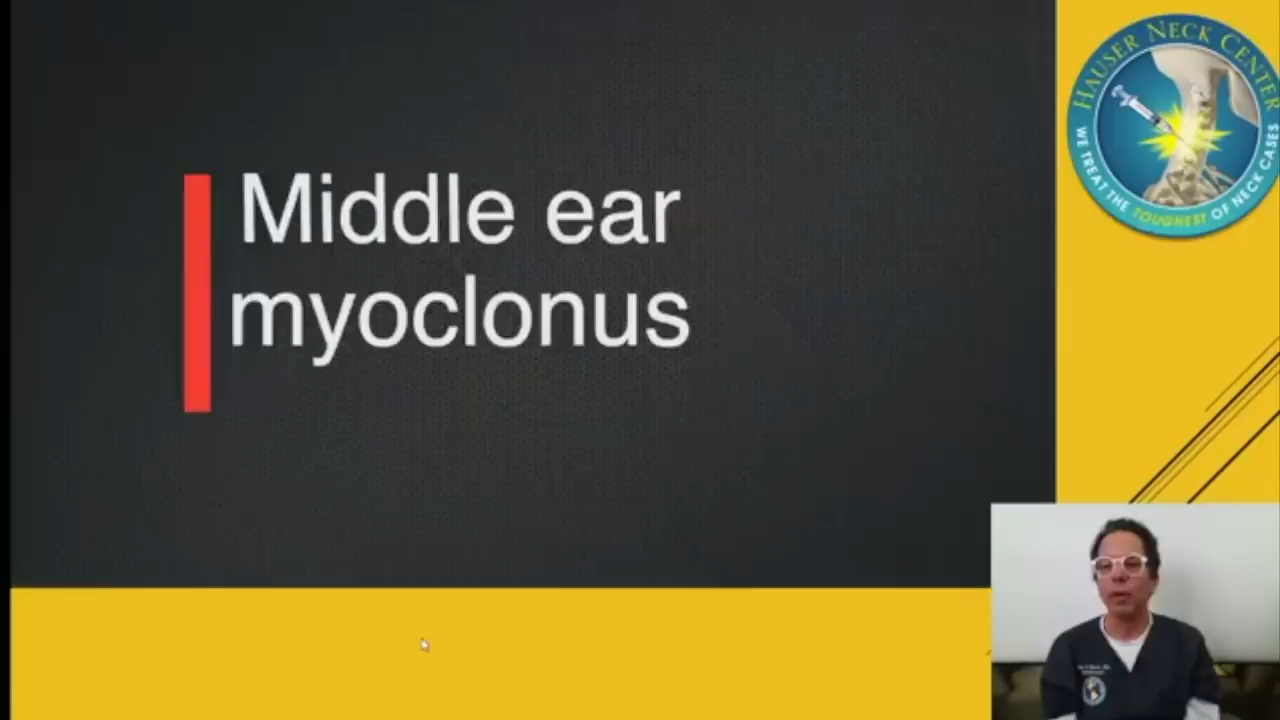 Middle ear
myoclonus
HAUSER NECK CENTER
WE TREAT THE TOUGHEST OF NECK CASES